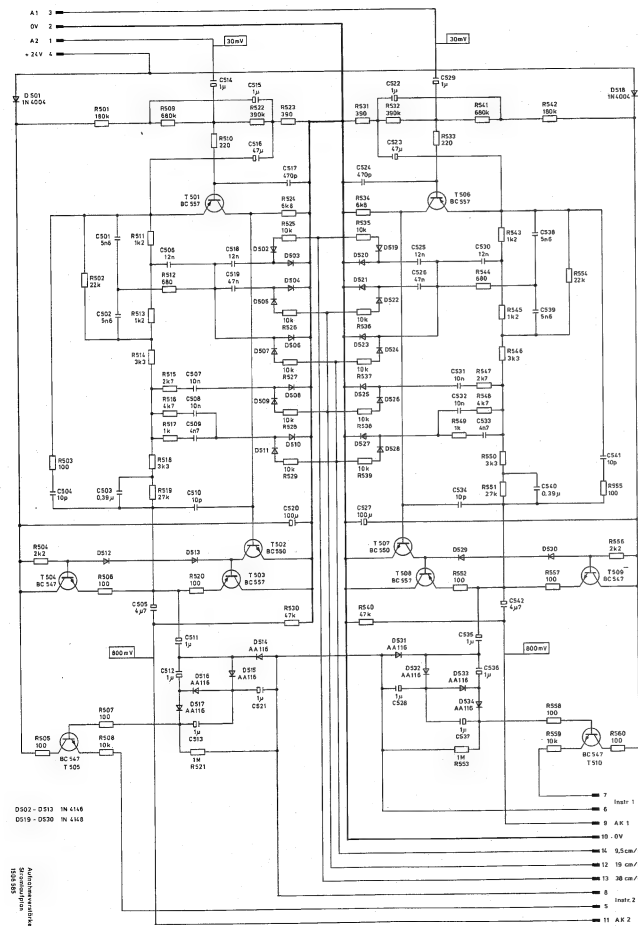 A1 3
0V 2
A2 1
+24V 4
30mV
30mV
C514 1µ
C515 1µ
C522 1µ
C529 1µ
D501 1N4004
D518 1N4004
R501 180k
R509 680k
R522 390k
R523 390
R531 390
R532 390k
R541 680k
R542 180k
R510 220
C516 47µ
C523 47µ
R533 220
C517 470p
C524 470p
T501 BC557
R524 6k8
R534 6k8
T506 BC557
R525 10k
R535 10k
C501 5n6
R511 1k2
C506 12n
C518 12n
D502
D503
D519
D520
C525 12n
C530 12n
R543 1k2
C538 5n6
R502 22k
R512 680
C519 47n
D504
D521
C526 47n
R544 680
R554 22k
C502 5n6
R513 1k2
D505
10k R526
D506
D522
10k R536
D523
R545 1k2
C539 5n6
R514 3k3
D507
10k R527
D508
D524
10k R537
D525
R546 3k3
R515 2k7
C507 10n
C531 10n
R547 2k7
R516 4k7
C508 10n
D509
10k R528
D510
D526
10k R538
D527
C532 10n
R548 4k7
R517 1k
C509 4n7
R549 1k
C533 4n7
R503 100
R518 3k3
D511
10k R529
D528
10k R539
R550 3k3
C541 10p
C504 10p
C503 0,39µ
R519 27k
C510 10p
C534 10p
R551 27k
C540 0,39µ
R555 100
C520 100µ
C527 100µ
R504 2k2
D512
D513
T502 BC550
T507 BC550
D529
D530
R556 2k2
T504 BC547
R506 100
R520 100
T503 BC557
T508 BC557
R552 100
R557 100
T509 BC547
C505 4µ7
R530 47k
R540 47k
C542 4µ7
800mV
C511 1µ
D514 AA116
D531 AA116
C535 1µ
800mV
C512 1µ
D516 AA116
D515 AA116
D532 AA116
D533 AA116
C536 1µ
D517 AA116
C521 1µ
C528 1µ
D534 AA116
R507 100
C513 1µ
C537 1µ
R558 100
R505 100
R508 10k
BC547 T505
1M R521
1M R553
R559 10k
R560 100
BC547 T510
7
Instr 1
6
D502 – D513 1N 4148
D519 – D530 1N 4148
9 AK 1
10 0V
14 9,5cm/
12 19 cm/
13 38 cm/
8
Instr. 2
5
11 AK 2
Aufnahmeverstärker
Stromlaufplan